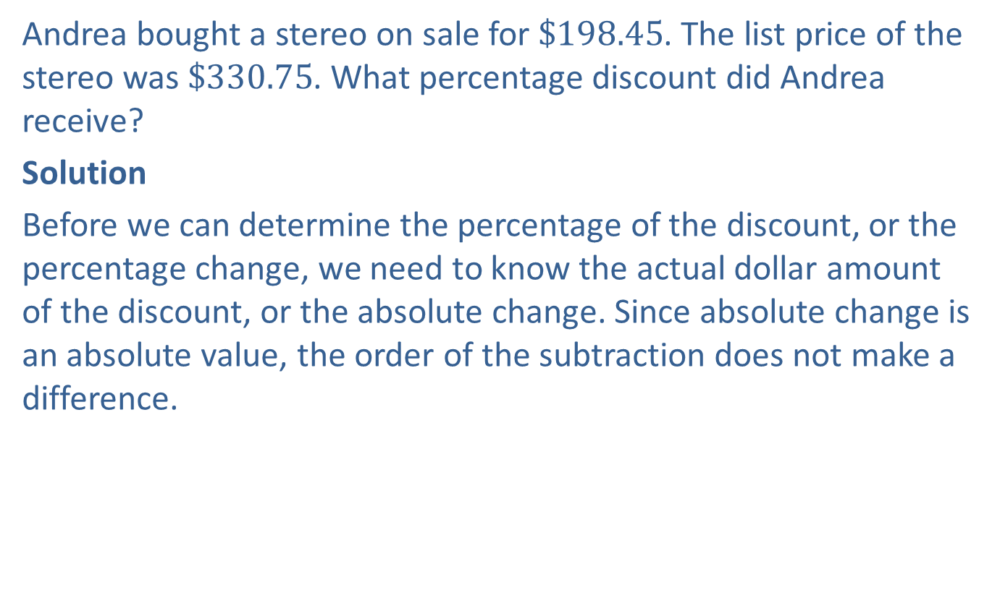 Andrea bought a stereo on sale for $198.45. The list price of the
stereo was $330.75. What percentage discount did Andrea
receive?
Solution
Before we can determine the percentage of the discount, or the
percentage change, we need to know the actual dollar amount
of the discount, or the absolute change. Since absolute change is
an absolute value, the order of the subtraction does not make a
difference.